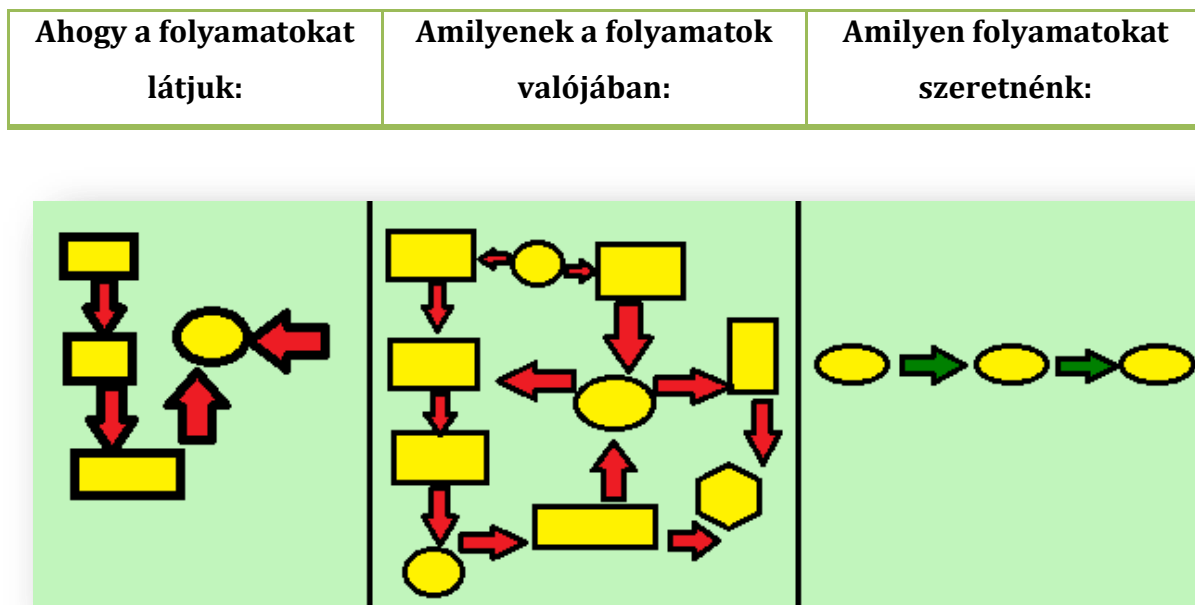 Ahogy a folyamatokat
látjuk:
Amilyenek a folyamatok
valójában:
Amilyen folyamatokat
szeretnénk: